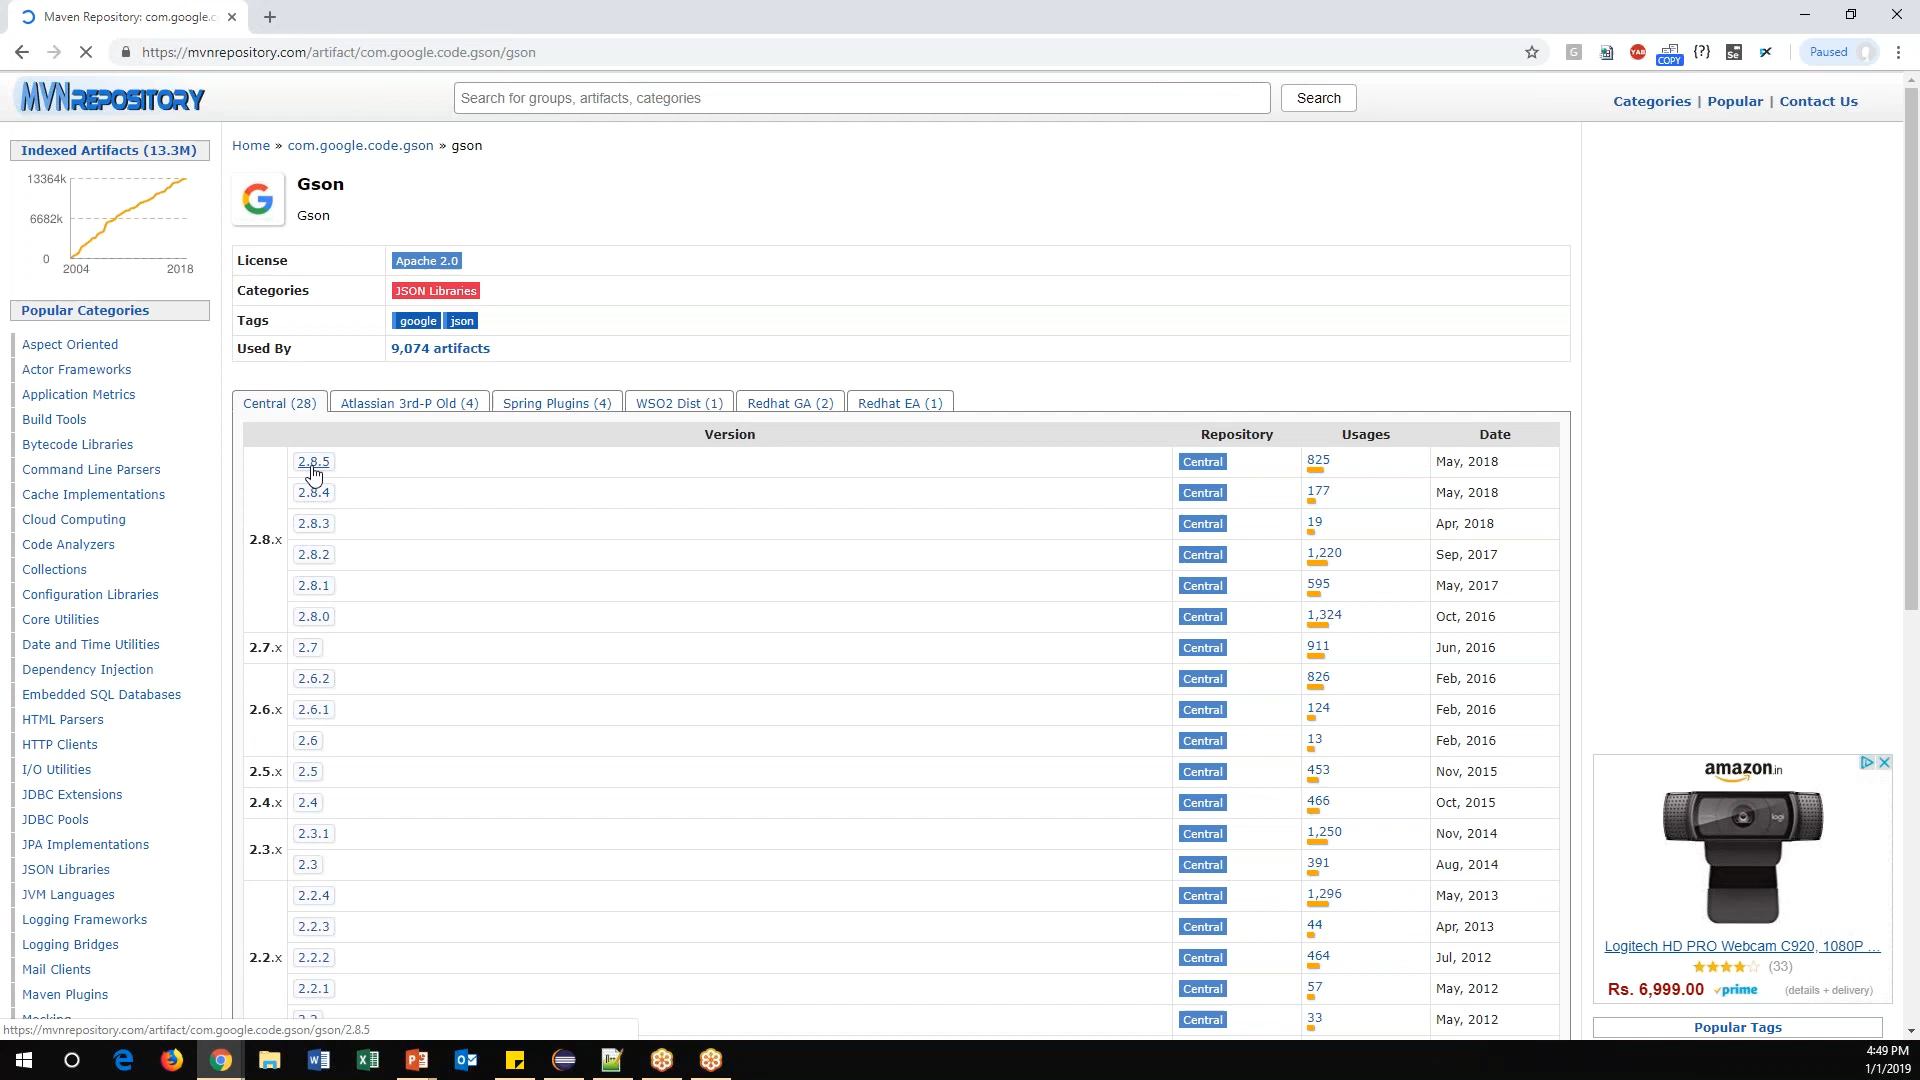 Maven Repository: com.google.c
https://mvnrepository.com/artifact/com.google.code.gson/gson
G
YAB
COPY
{?}
Se
Paused
MVNREPOSITORY
Search for groups, artifacts, categories
Search
Categories | Popular | Contact Us
Indexed Artifacts (13.3M)
13364k
6682k
0
2004 2018
Popular Categories
Aspect Oriented
Actor Frameworks
Application Metrics
Build Tools
Bytecode Libraries
Command Line Parsers
Cache Implementations
Cloud Computing
Code Analyzers
Collections
Configuration Libraries
Core Utilities
Date and Time Utilities
Dependency Injection
Embedded SQL Databases
HTML Parsers
HTTP Clients
I/O Utilities
JDBC Extensions
JDBC Pools
JPA Implementations
JSON Libraries
JVM Languages
Logging Frameworks
Logging Bridges
Mail Clients
Maven Plugins
Home » com.google.code.gson » gson
Gson
Gson
License Apache 2.0
Categories JSON Libraries
Tags google json
Used By 9,074 artifacts
Central (28) Atlassian 3rd-P Old (4) Spring Plugins (4) WSO2 Dist (1) Redhat GA (2) Redhat EA (1)
Version Repository Usages Date
2.8.5 Central 825 May, 2018
2.8.4 Central 177 May, 2018
2.8.3 Central 19 Apr, 2018
2.8.x
2.8.2 Central 1,220 Sep, 2017
2.8.1 Central 595 May, 2017
2.8.0 Central 1,324 Oct, 2016
2.7.x 2.7 Central 911 Jun, 2016
2.6.2 Central 826 Feb, 2016
2.6.x 2.6.1 Central 124 Feb, 2016
2.6 Central 13 Feb, 2016
2.5.x 2.5 Central 453 Nov, 2015
2.4.x 2.4 Central 466 Oct, 2015
2.3.1 Central 1,250 Nov, 2014
2.3.x
2.3 Central 391 Aug, 2014
2.2.4 Central 1,296 May, 2013
2.2.3 Central 44 Apr, 2013
2.2.x 2.2.2 Central 464 Jul, 2012
2.2.1 Central 57 May, 2012
Central 33 May, 2012
amazon.in
logi
Logitech HD PRO Webcam C920, 1080P ...
(33)
Rs. 6,999.00 prime (details + delivery)
Popular Tags
https://mvnrepository.com/artifact/com.google.code.gson/gson/2.8.5
4:49 PM
1/1/2019